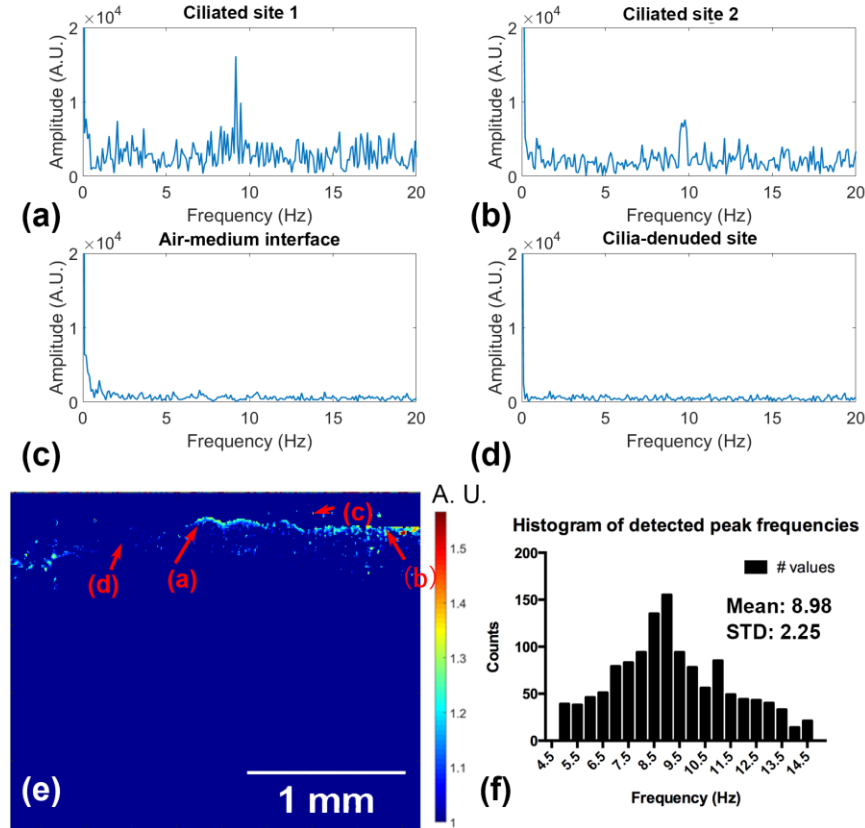 Ciliated site 1
2 ×10⁴
1
0
Amplitude (A.U.)
0 5 10 15 20
Frequency (Hz)
(a)
Ciliated site 2
2 ×10⁴
1
0
Amplitude (A.U.)
0 5 10 15 20
Frequency (Hz)
(b)
Air-medium interface
2 ×10⁴
1
0
Amplitude (A.U.)
0 5 10 15 20
Frequency (Hz)
(c)
Cilia-denuded site
2 ×10⁴
1
0
Amplitude (A.U.)
0 5 10 15 20
Frequency (Hz)
(d)
A. U.
(c)
(d)
(a)
(b)
1.5
1.4
1.3
1.2
1.1
1
1 mm
(e)
Histogram of detected peak frequencies
# values
Mean: 8.98
STD: 2.25
200
150
100
50
0
Counts
4.5 5.5 6.5 7.5 8.5 9.5 10.5 11.5 12.5 13.5 14.5
Frequency (Hz)
(f)